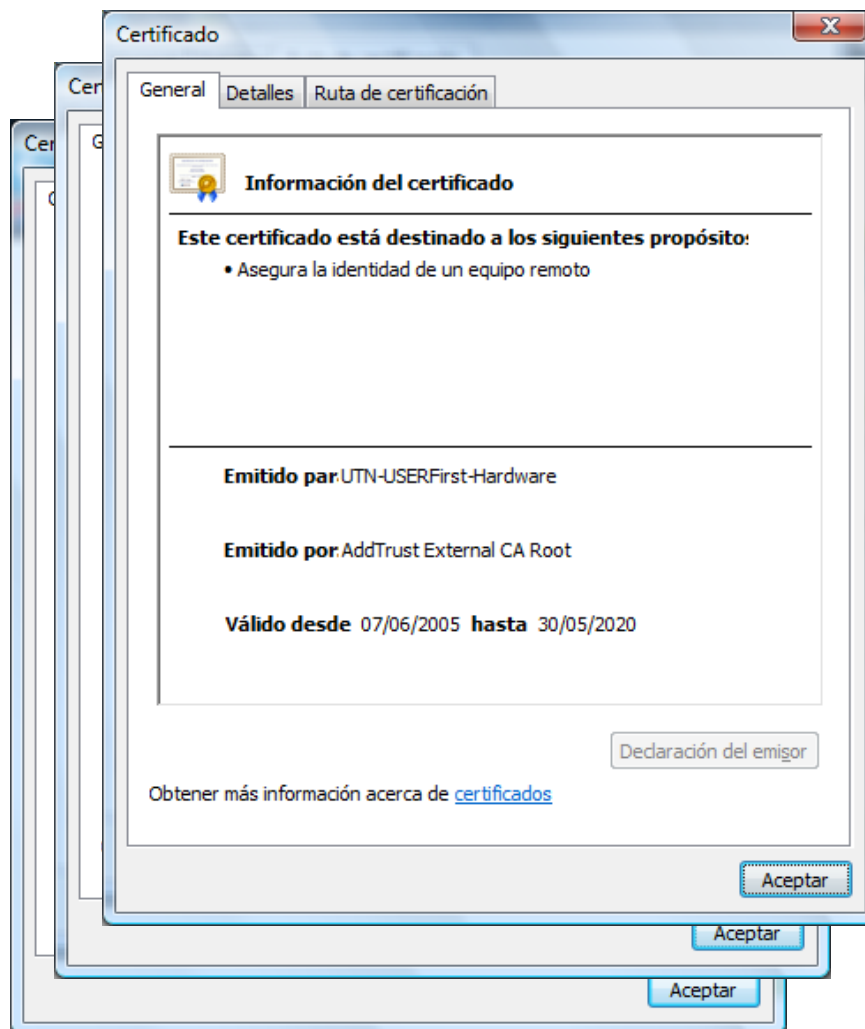 Certificado
General Detalles Ruta de certificación
Información del certificado
Este certificado está destinado a los siguientes propósitos
• Asegura la identidad de un equipo remoto
Emitido par UTN-USERFirst-Hardware
Emitido por AddTrust External CA Root
Válido desde 07/06/2005 hasta 30/05/2020
Declaración del emisor
Obtener más información acerca de certificados
Aceptar
Cer
G
Aceptar
Cer
Aceptar